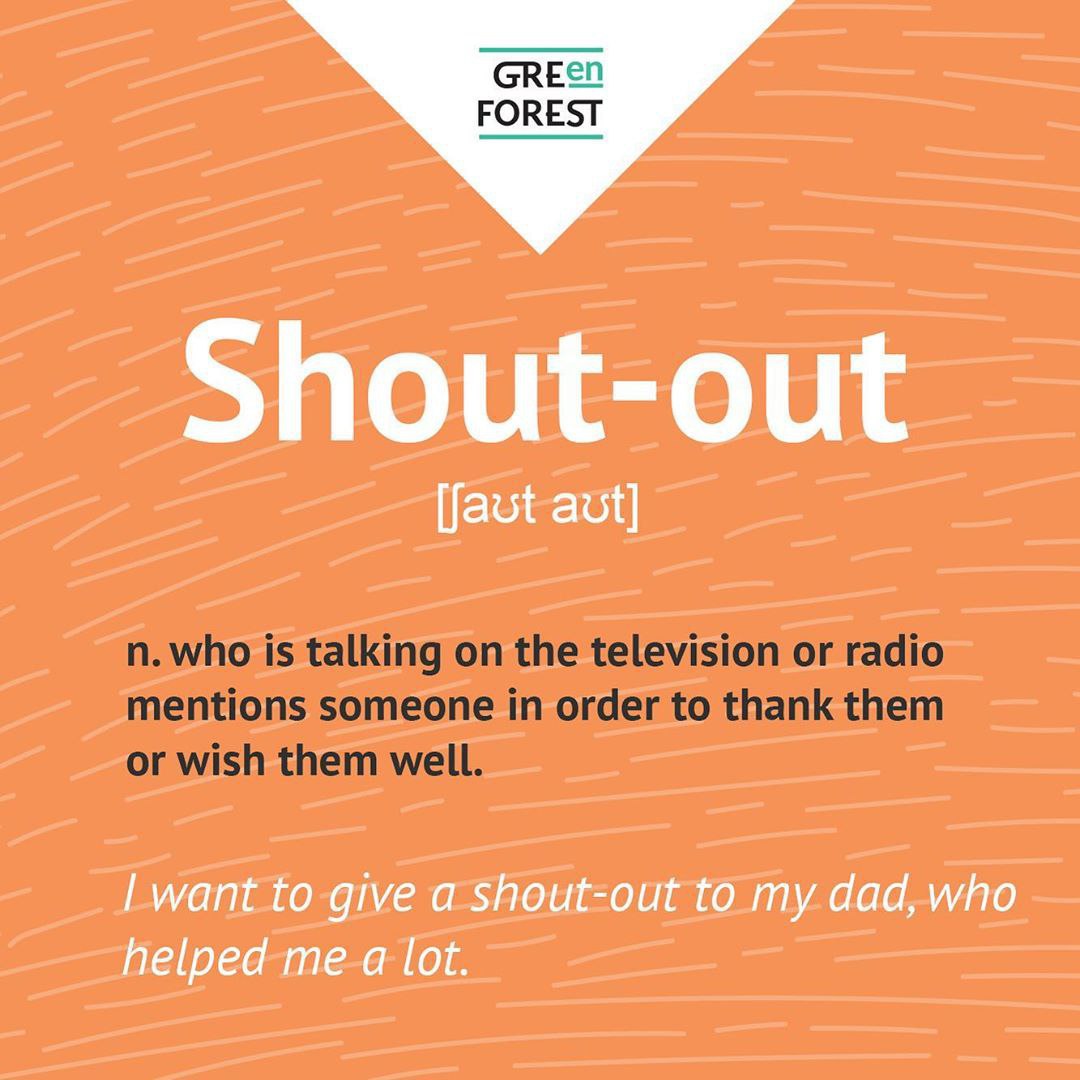 GREen
FOREST
Shout-out
[ʃaʊt aʊt]
n. who is talking on the television or radio
mentions someone in order to thank them
or wish them well.
I want to give a shout-out to my dad, who
helped me a lot.